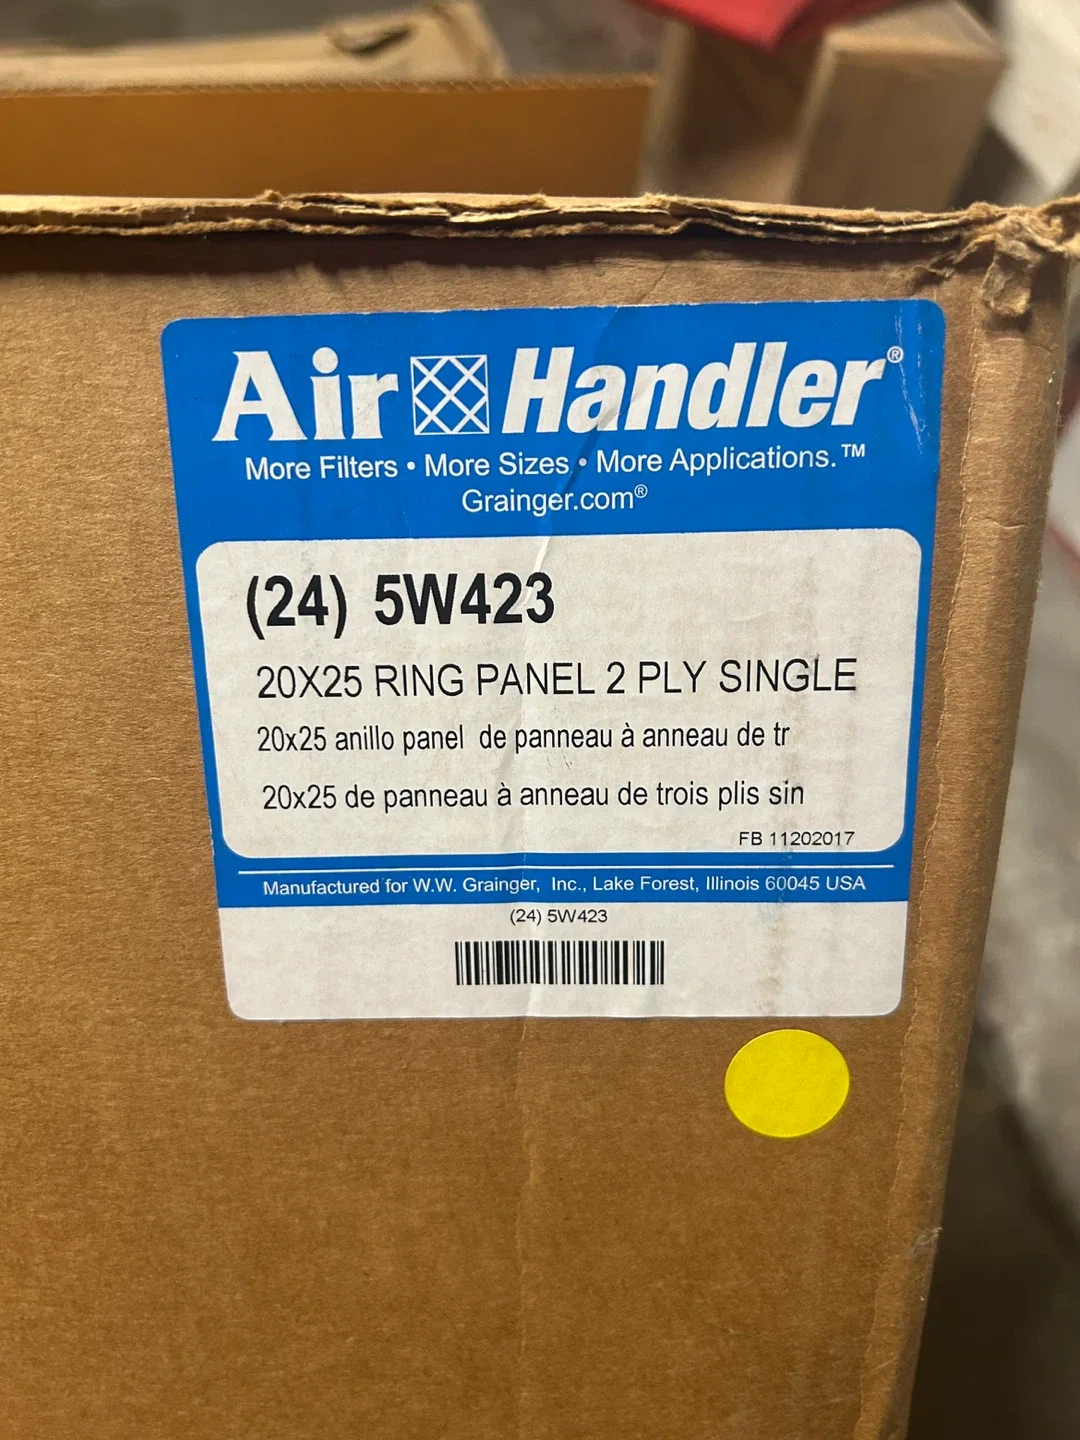 Air Handler®
More Filters • More Sizes • More Applications.™
Grainger.com®
(24) 5W423
20X25 RING PANEL 2 PLY SINGLE
20x25 anillo panel de panneau à anneau de tr
20x25 de panneau à anneau de trois plis sin
FB 11202017
Manufactured for W.W. Grainger, Inc., Lake Forest, Illinois 60045 USA
(24) 5W423